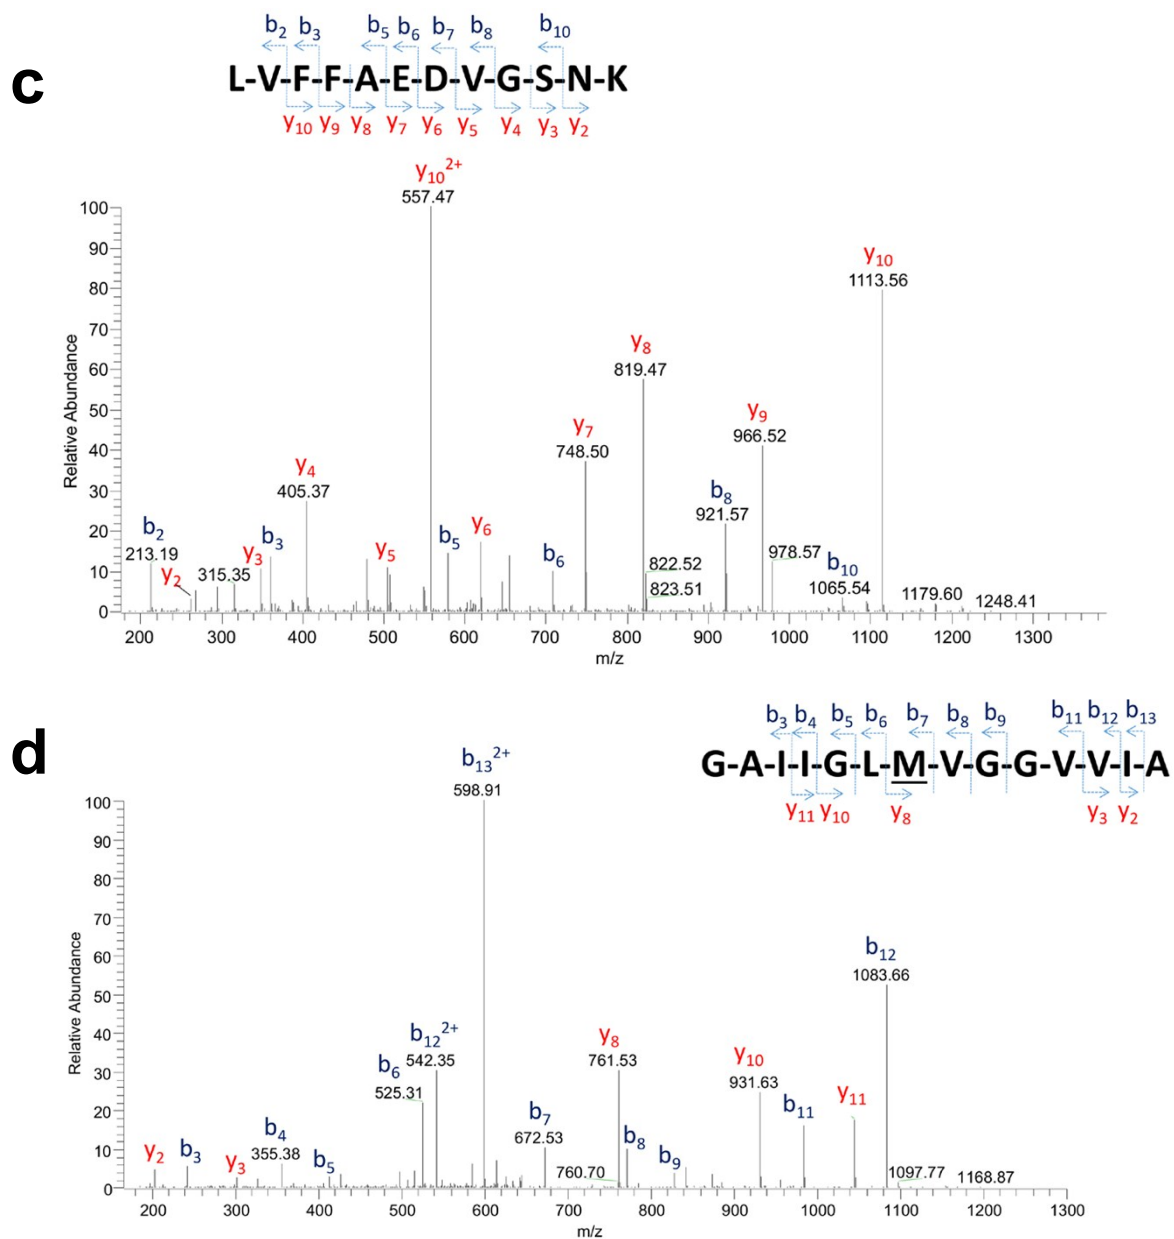 c
b2 b3 b5 b6 b7 b8 b10
L-V-F-F-A-E-D-V-G-S-N-K
y10 y9 y8 y7 y6 y5 y4 y3 y2
y10 2+
557.47
y10
1113.56
y8
819.47
y9
966.52
y7
748.50
y4
405.37
b8
921.57
b2
213.19
y2
315.35
y3
b3
y5
b5
y6
b6
822.52
823.51
978.57
b10
1065.54
1179.60
1248.41
100
90
80
70
60
50
40
30
20
10
0
Relative Abundance
200 300 400 500 600 700 800 900 1000 1100 1200 1300
m/z
d
b3 b4 b5 b6 b7 b8 b9 b11 b12 b13
G-A-I-I-G-L-M-V-G-G-V-V-I-A
y11 y10 y8 y3 y2
b13 2+
598.91
b12
1083.66
b12 2+
542.35
b6
525.31
y8
761.53
y10
931.63
b11
y11
b7
672.53
b8
b9
760.70
1097.77
1168.87
y2
b3
y3
b4
355.38
b5
100
90
80
70
60
50
40
30
20
10
0
Relative Abundance
200 300 400 500 600 700 800 900 1000 1100 1200 1300
m/z